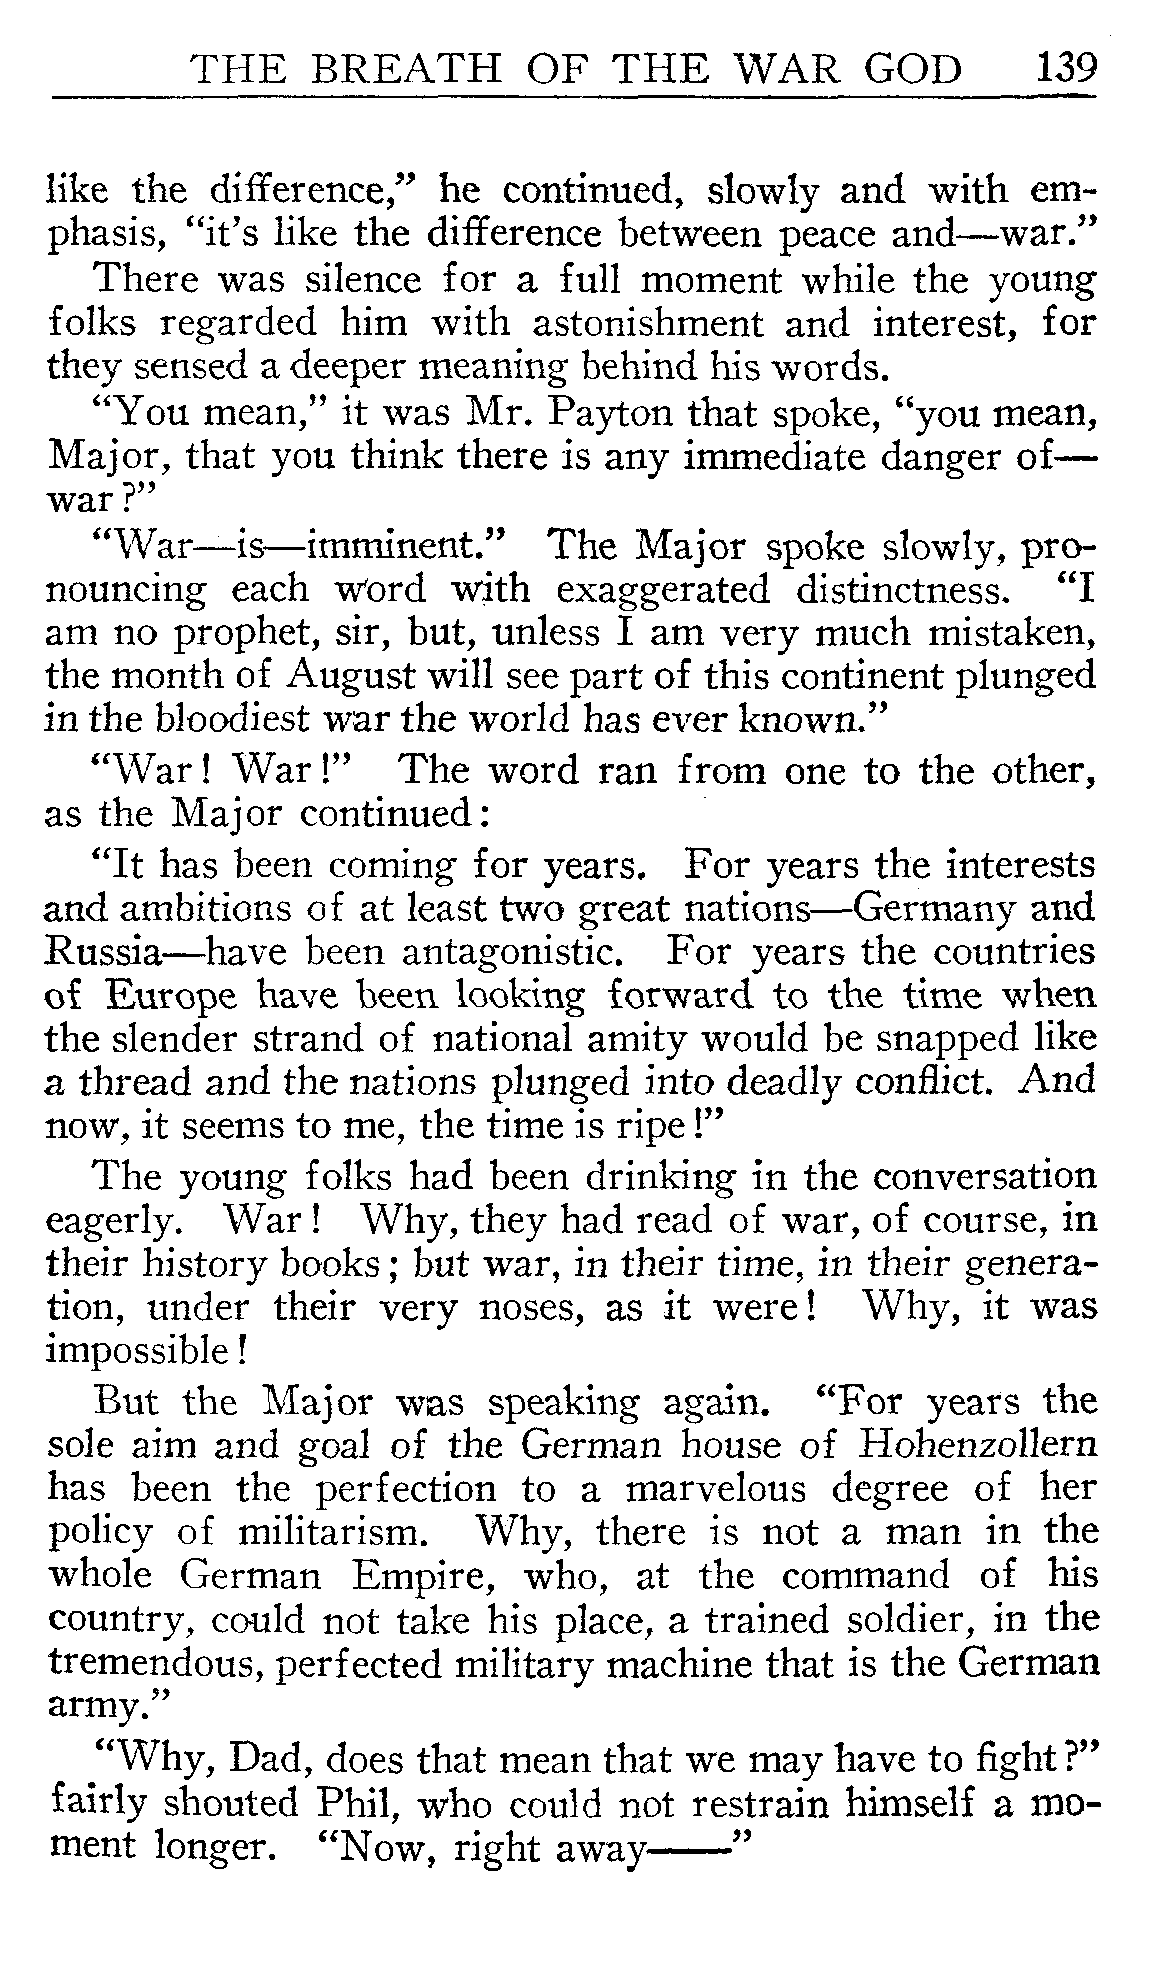 THE BREATH OF THE WAR GOD 139
like the difference,” he continued, slowly and with em-
phasis, “it's like the difference between peace and—war.”
There was silence for a full moment while the young
folks regarded him with astonishment and interest, for
they sensed a deeper meaning behind his words.
“You mean,” it was Mr. Payton that spoke, “you mean,
Major, that you think there is any immediate danger of—
war?”
“War—is—imminent.” The Major spoke slowly, pro-
nouncing each word with exaggerated distinctness. “I
am no prophet, sir, but, unless I am very much mistaken,
the month of August will see part of this continent plunged
in the bloodiest war the world has ever known.”
“War! War!” The word ran from one to the other,
as the Major continued:
“It has been coming for years. For years the interests
and ambitions of at least two great nations—Germany and
Russia—have been antagonistic. For years the countries
of Europe have been looking forward to the time when
the slender strand of national amity would be snapped like
a thread and the nations plunged into deadly conflict. And
now, it seems to me, the time is ripe!”
The young folks had been drinking in the conversation
eagerly. War! Why, they had read of war, of course, in
their history books; but war, in their time, in their genera-
tion, under their very noses, as it were! Why, it was
impossible!
But the Major was speaking again. “For years the
sole aim and goal of the German house of Hohenzollern
has been the perfection to a marvelous degree of her
policy of militarism. Why, there is not a man in the
whole German Empire, who, at the command of his
country, could not take his place, a trained soldier, in the
tremendous, perfected military machine that is the German
army.”
“Why, Dad, does that mean that we may have to fight?”
fairly shouted Phil, who could not restrain himself a mo-
ment longer. “Now, right away——”